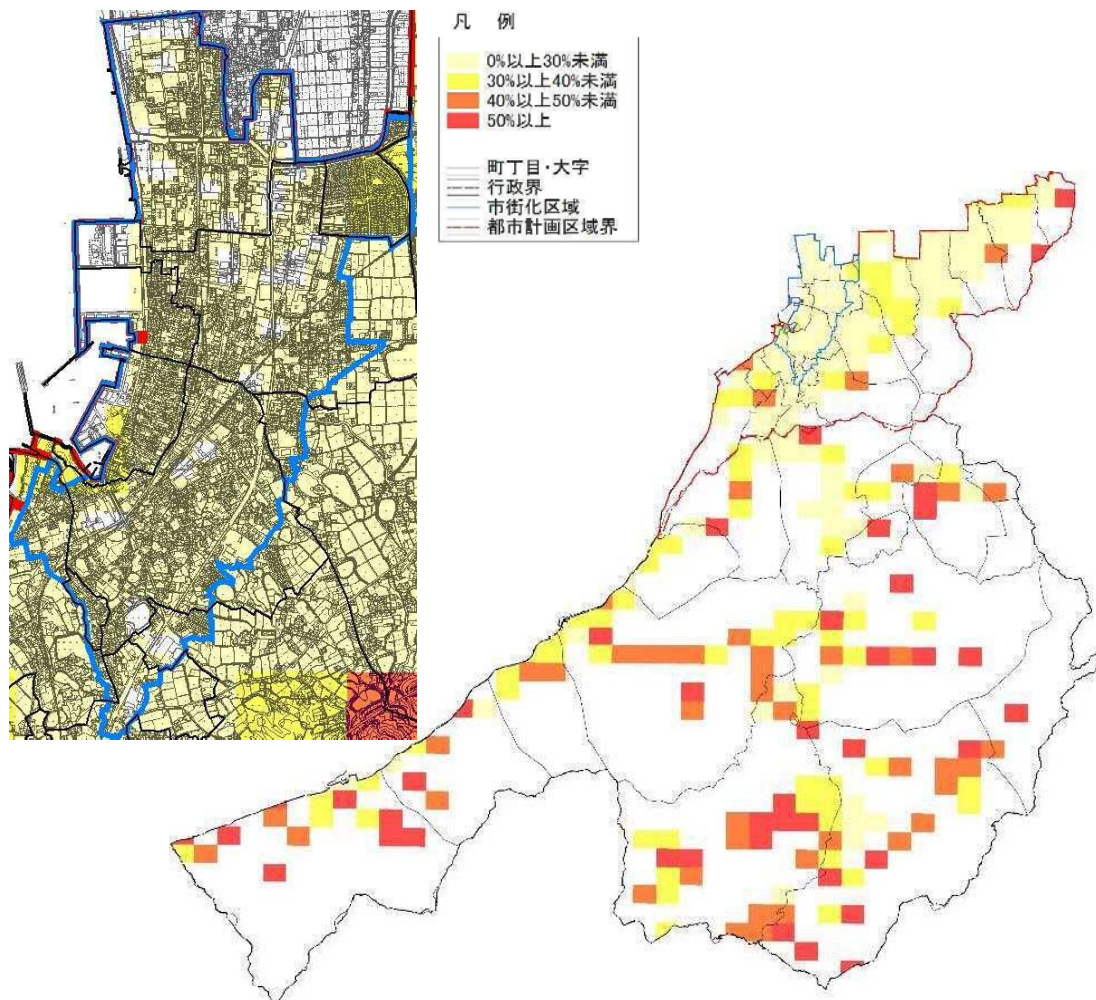 凡 例
0%以上30%未満
30%以上40%未満
40%以上50%未満
50%以上
町丁目・大字
行政界
市街化区域
都市計画区域界